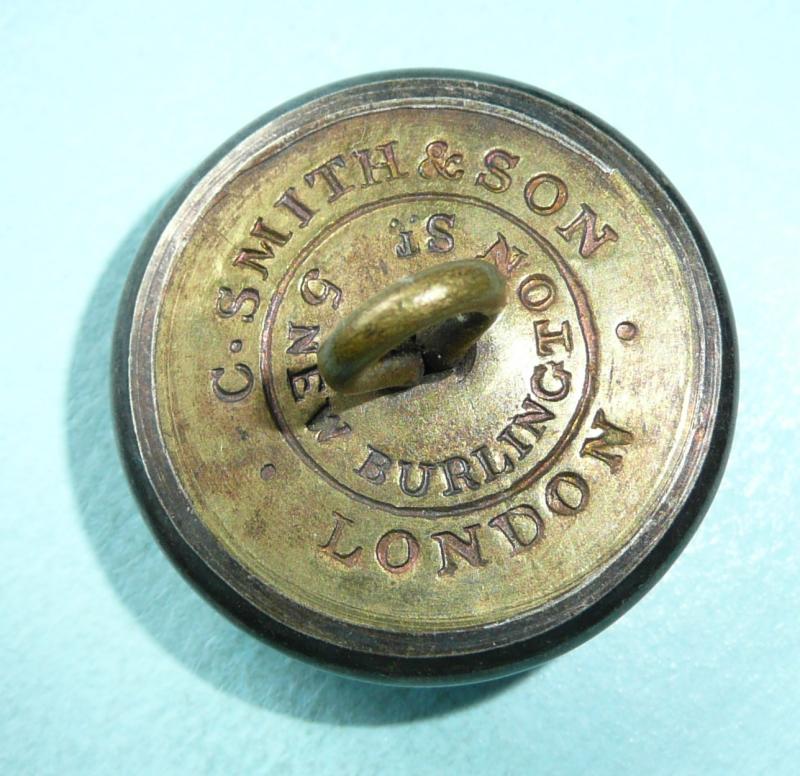 C. SMITH & SON
LONDON
5 NEW BURLINGTON ST